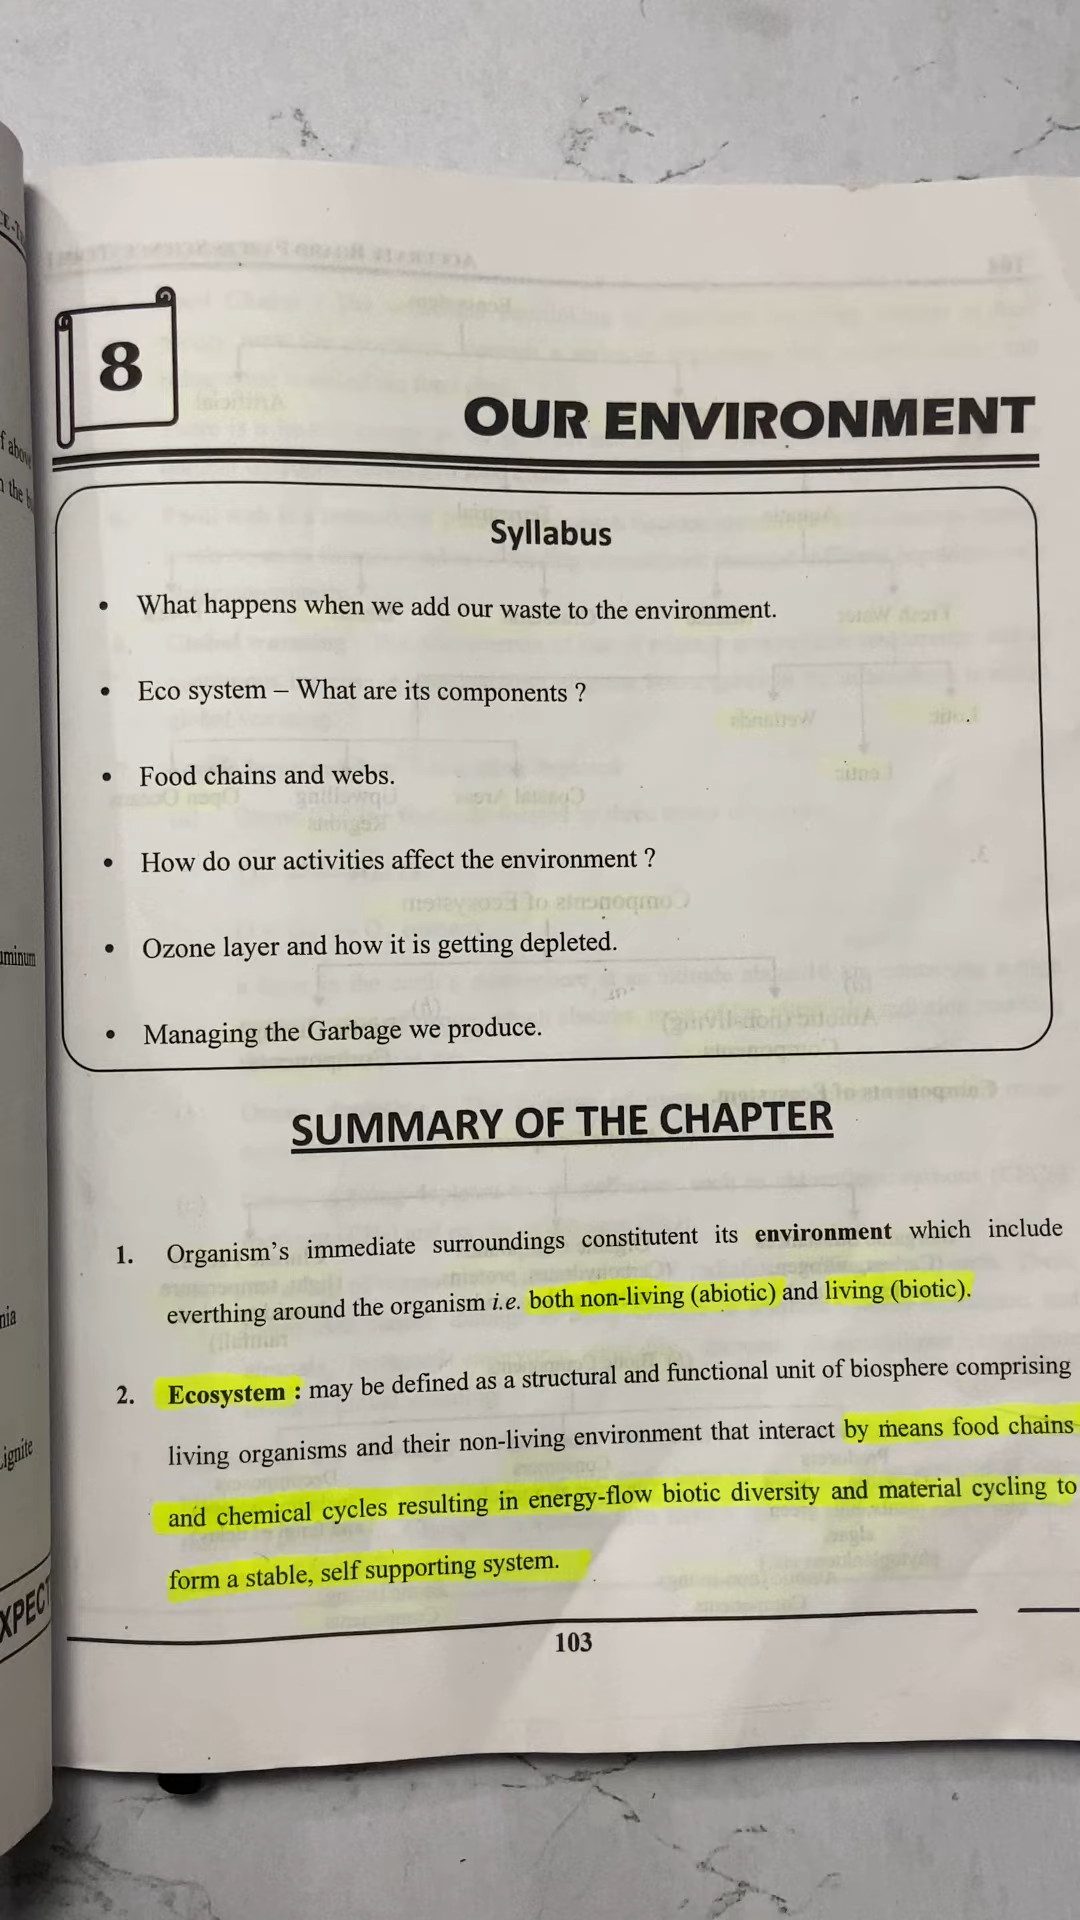 8
OUR ENVIRONMENT
Syllabus
• What happens when we add our waste to the environment.
• Eco system – What are its components ?
• Food chains and webs.
• How do our activities affect the environment ?
• Ozone layer and how it is getting depleted.
• Managing the Garbage we produce.
SUMMARY OF THE CHAPTER
1. Organism's immediate surroundings constitutent its environment which include
everthing around the organism i.e. both non-living (abiotic) and living (biotic).
2. Ecosystem : may be defined as a structural and functional unit of biosphere comprising
living organisms and their non-living environment that interact by means food chains
and chemical cycles resulting in energy-flow biotic diversity and material cycling to
form a stable, self supporting system.
103